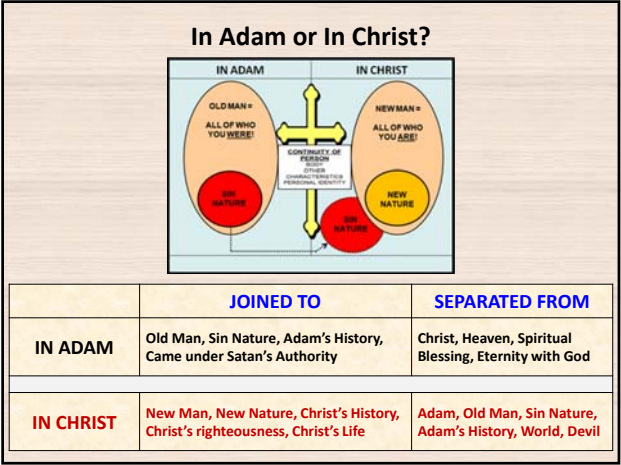 In Adam or In Christ?
IN ADAM
IN CHRIST
OLD MAN =
ALL OF WHO
YOU WERE!
NEW MAN =
ALL OF WHO
YOU ARE!
CONTINUITY OF
PERSON
BODY
OTHER
CHARACTERISTICS
PERSONAL IDENTITY
SIN
NATURE
NEW
NATURE
SIN
NATURE
JOINED TO
SEPARATED FROM
IN ADAM
Old Man, Sin Nature, Adam's History,
Came under Satan's Authority
Christ, Heaven, Spiritual
Blessing, Eternity with God
IN CHRIST
New Man, New Nature, Christ's History,
Christ's righteousness, Christ's Life
Adam, Old Man, Sin Nature,
Adam's History, World, Devil